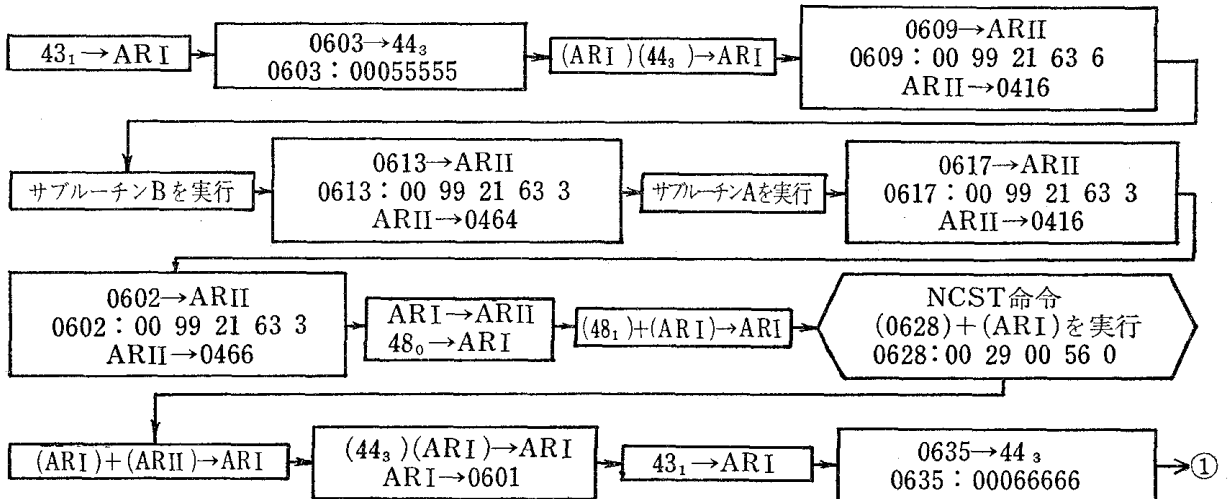 43₁→ARI
0603→44₃
0603：00055555
(ARI)(44₃)→ARI
0609→ARII
0609：00 99 21 63 6
ARII→0416
サブルーチンBを実行
0613→ARII
0613：00 99 21 63 3
ARII→0464
サブルーチンAを実行
0617→ARII
0617：00 99 21 63 3
ARII→0416
0602→ARII
0602：00 99 21 63 3
ARII→0466
ARI→ARII
48₀→ARI
(48₁)+(ARI)→ARI
NCST命令
(0628)+(ARI)を実行
0628:00 29 00 56 0
(ARI)+(ARII)→ARI
(44₃)(ARI)→ARI
ARI→0601
43₁→ARI
0635→44₃
0635：00066666
①